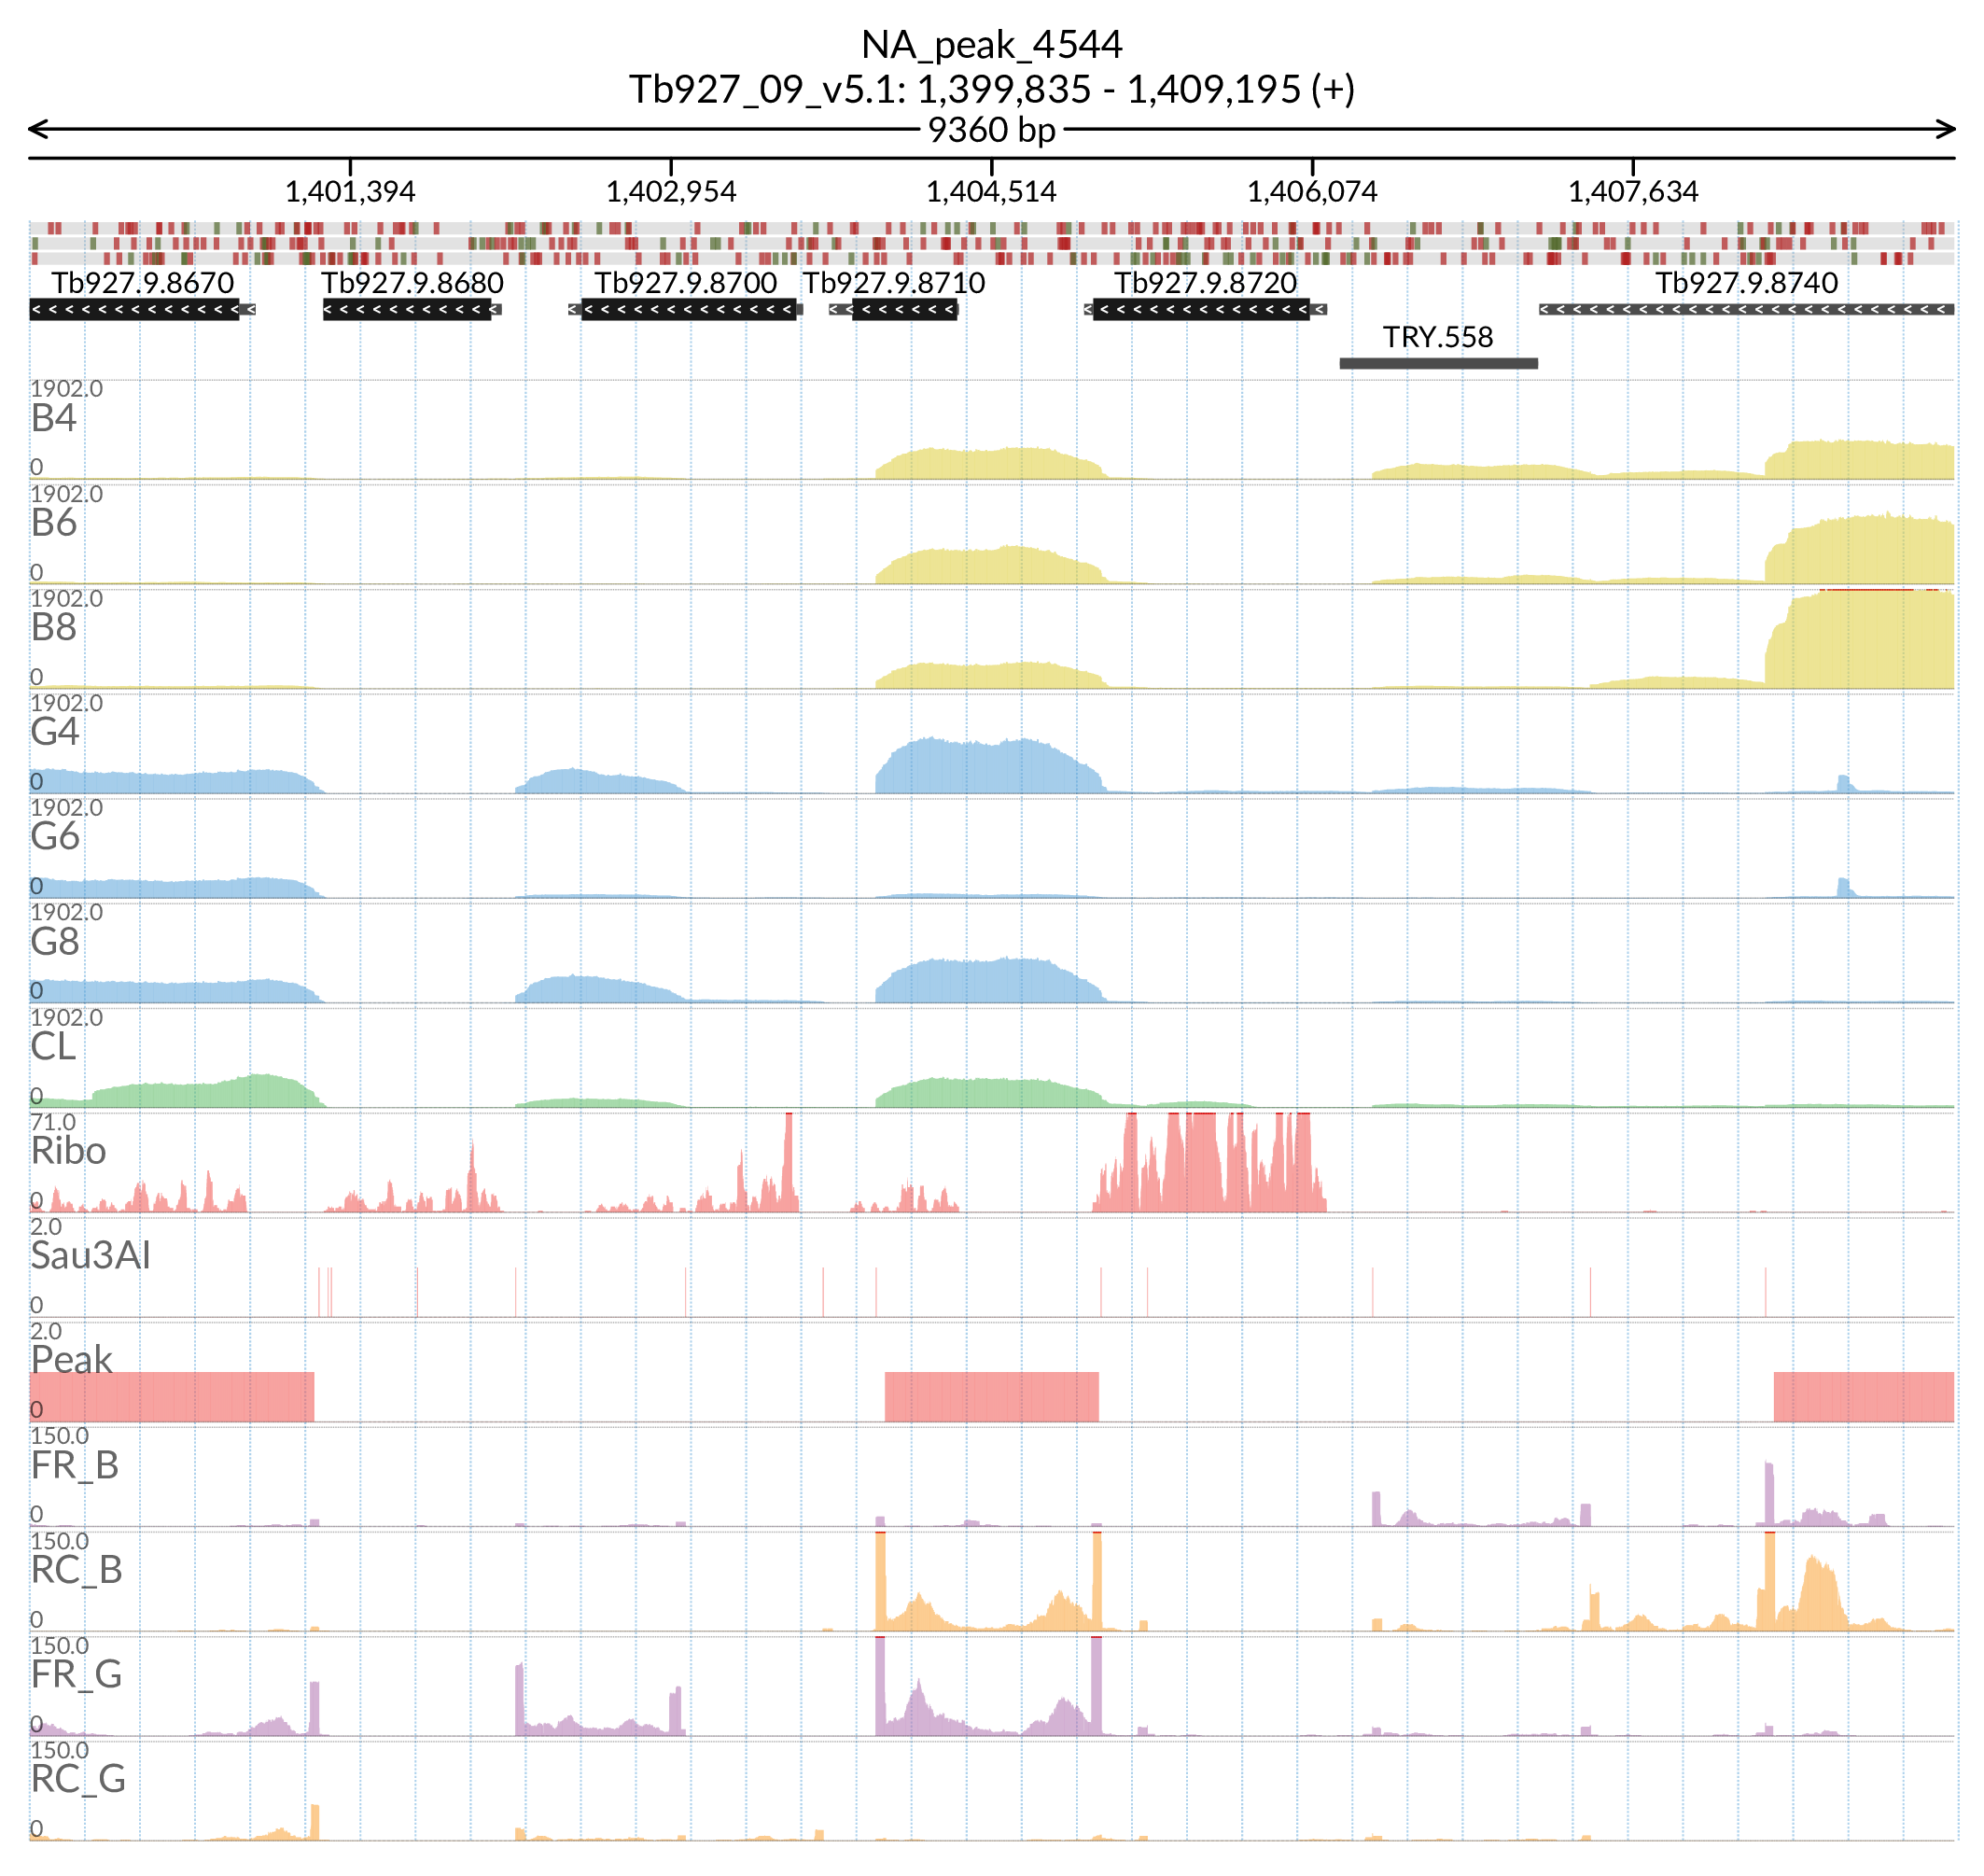 NA_peak_4544
Tb927_09_v5.1: 1,399,835 - 1,409,195 (+)
9360 bp
1,401,394 1,402,954 1,404,514 1,406,074 1,407,634
Tb927.9.8670 Tb927.9.8680 Tb927.9.8700 Tb927.9.8710 Tb927.9.8720 Tb927.9.8740
TRY.558
1902.0
B4
0
1902.0
B6
0
1902.0
B8
0
1902.0
G4
0
1902.0
G6
0
1902.0
G8
0
1902.0
CL
0
71.0
Ribo
0
2.0
Sau3AI
0
2.0
Peak
0
150.0
FR_B
0
150.0
RC_B
0
150.0
FR_G
0
150.0
RC_G
0